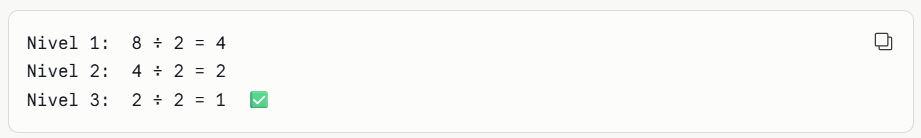 Nivel 1:  8 ÷ 2 = 4
Nivel 2:  4 ÷ 2 = 2
Nivel 3:  2 ÷ 2 = 1  ✅